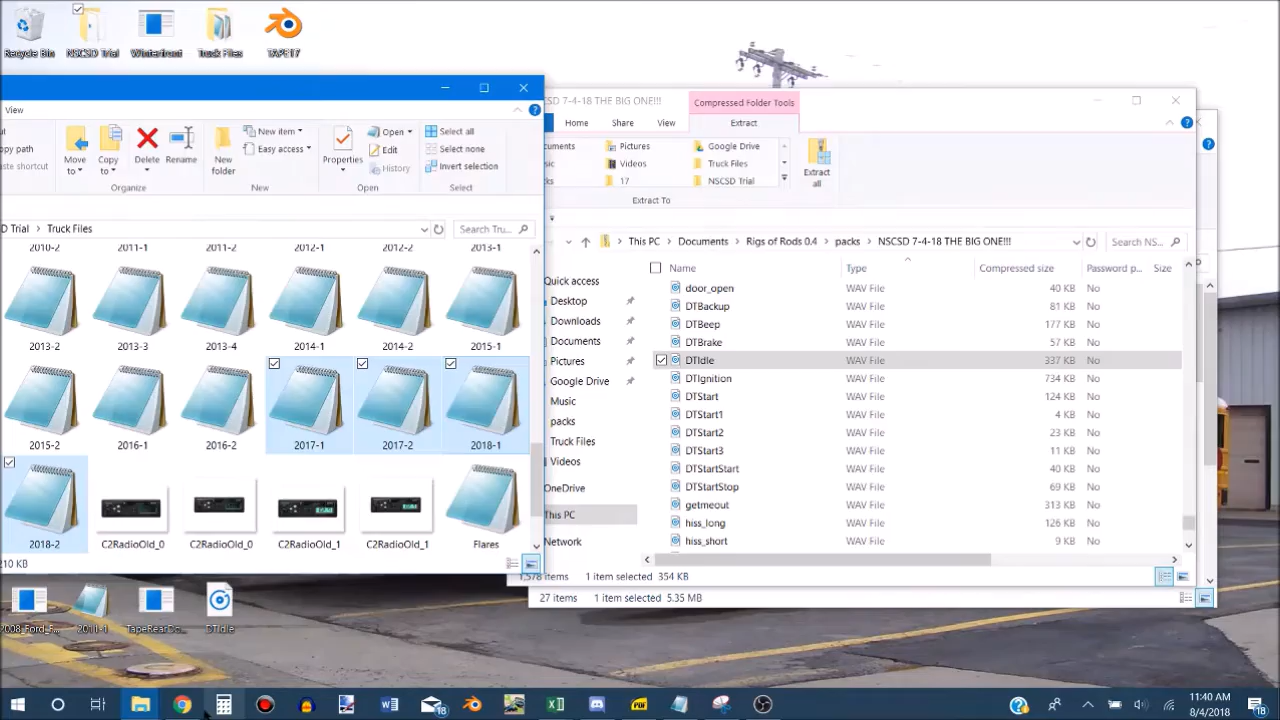 Recycle Bin NSCSD Trial Winterfront Truck Files TAPE17
View
Move to
Copy to
Delete
Rename
New folder
New item
Easy access
Properties
Open
Edit
History
Select all
Select none
Invert selection
opy path
aste shortcut
Organize New Open Select
D Trial > Truck Files
Search Tru...
2010-2 2011-1 2011-2 2012-1 2012-2 2013-1
2013-2 2013-3 2013-4 2014-1 2014-2 2015-1
2015-2 2016-1 2016-2 2017-1 2017-2 2018-1
2018-2 C2RadioOld_0 C2RadioOld_0 C2RadioOld_1 C2RadioOld_1 Flares
210 KB
CSD 7-4-18 THE BIG ONE!!! Compressed Folder Tools
Home Share View Extract
cuments Pictures Google Drive
sic Videos Truck Files
17 NSCSD Trial
Extract all
Extract To
This PC > Documents > Rigs of Rods 0.4 > packs > NSCSD 7-4-18 THE BIG ONE!!!
Search NS...
Quick access
Desktop
Downloads
Documents
Pictures
Google Drive
Music
packs
Truck Files
Videos
OneDrive
This PC
Network
Name Type Compressed size Password p... Size
door_open WAV File 40 KB No
DTBackup WAV File 81 KB No
DTBeep WAV File 177 KB No
DTBrake WAV File 57 KB No
DTIdle WAV File 337 KB No
DTIgnition WAV File 734 KB No
DTStart WAV File 124 KB No
DTStart1 WAV File 4 KB No
DTStart2 WAV File 23 KB No
DTStart3 WAV File 11 KB No
DTStartStart WAV File 40 KB No
DTStartStop WAV File 69 KB No
getmeout WAV File 313 KB No
hiss_long WAV File 126 KB No
hiss_short WAV File 9 KB No
1,578 items 1 item selected 354 KB
27 items 1 item selected 5.35 MB
2008_Ford_F... 2011-1 TapeRearDo... DTIdle
18
PDF
11:40 AM
8/4/2018
18